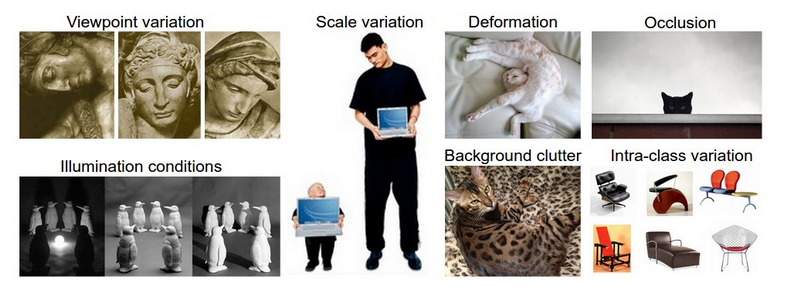 Viewpoint variation
Scale variation
Deformation
Occlusion
Illumination conditions
Background clutter
Intra-class variation